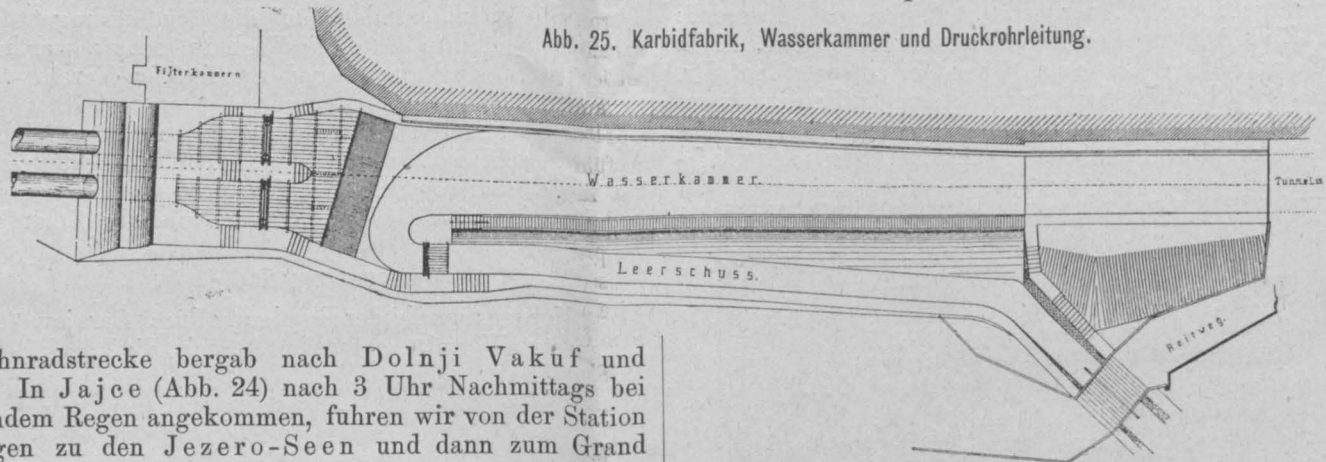 Abb. 25. Karbidfabrik, Wasserkammer und Druckrohrleitung.
Filterkammern
Wasserkammer.
Tunnel
Leerschuss.
Reitweg.
hnradstrecke bergab nach Dolnji Vakuf und
In Jajce (Abb. 24) nach 3 Uhr Nachmittags bei
ndem Regen angekommen, fuhren wir von der Station
gen zu den Jezero-Seen und dann zum Grand